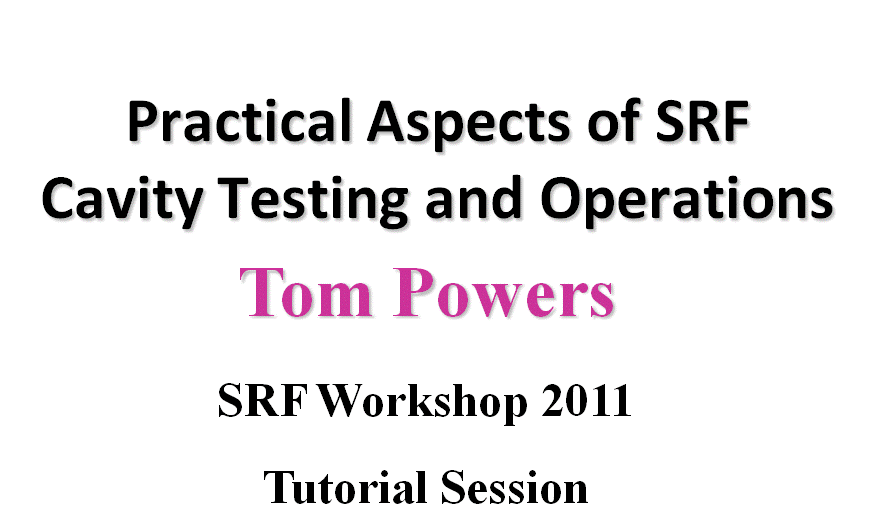 Practical Aspects of SRF
Cavity Testing and Operations
Tom Powers
SRF Workshop 2011
Tutorial Session